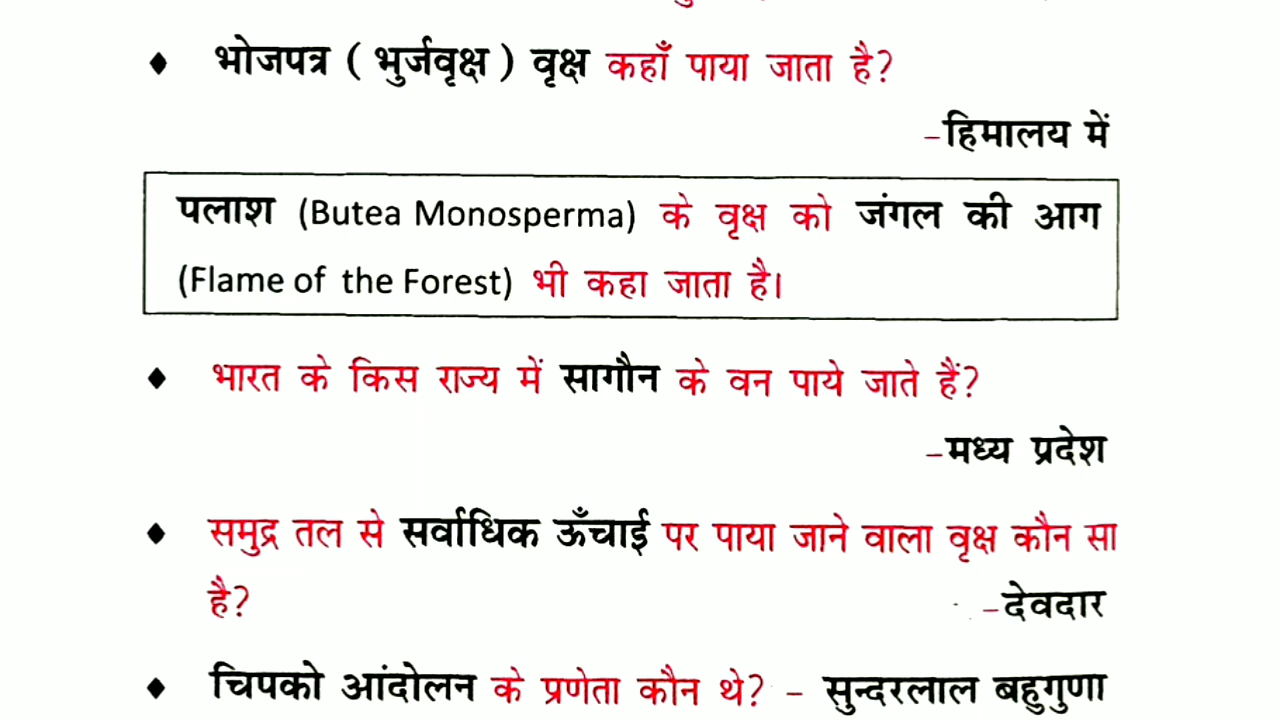 ♦ भोजपत्र ( भुर्जवृक्ष ) वृक्ष कहाँ पाया जाता है?
–हिमालय में
पलाश (Butea Monosperma) के वृक्ष को जंगल की आग
(Flame of the Forest) भी कहा जाता है।
♦ भारत के किस राज्य में सागौन के वन पाये जाते हैं?
–मध्य प्रदेश
♦ समुद्र तल से सर्वाधिक ऊँचाई पर पाया जाने वाला वृक्ष कौन सा
है? –देवदार
♦ चिपको आंदोलन के प्रणेता कौन थे? – सुन्दरलाल बहुगुणा